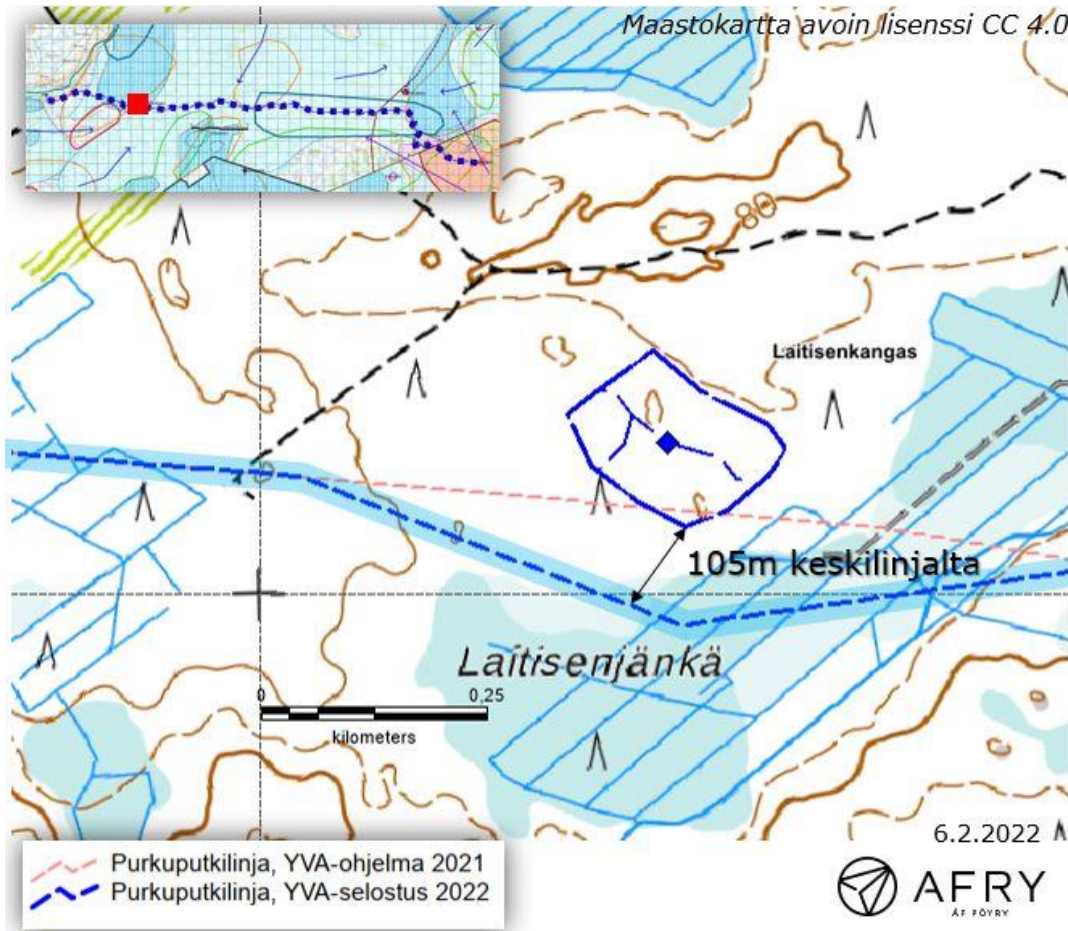 Maastokartta avoin lisenssi CC 4.0
Laitisenkangas
105m keskilinjalta
Laitisenjänkä
0 0,25
kilometers
6.2.2022
Purkuputkilinja, YVA-ohjelma 2021
Purkuputkilinja, YVA-selostus 2022
AFRY
ÅF PÖYRY